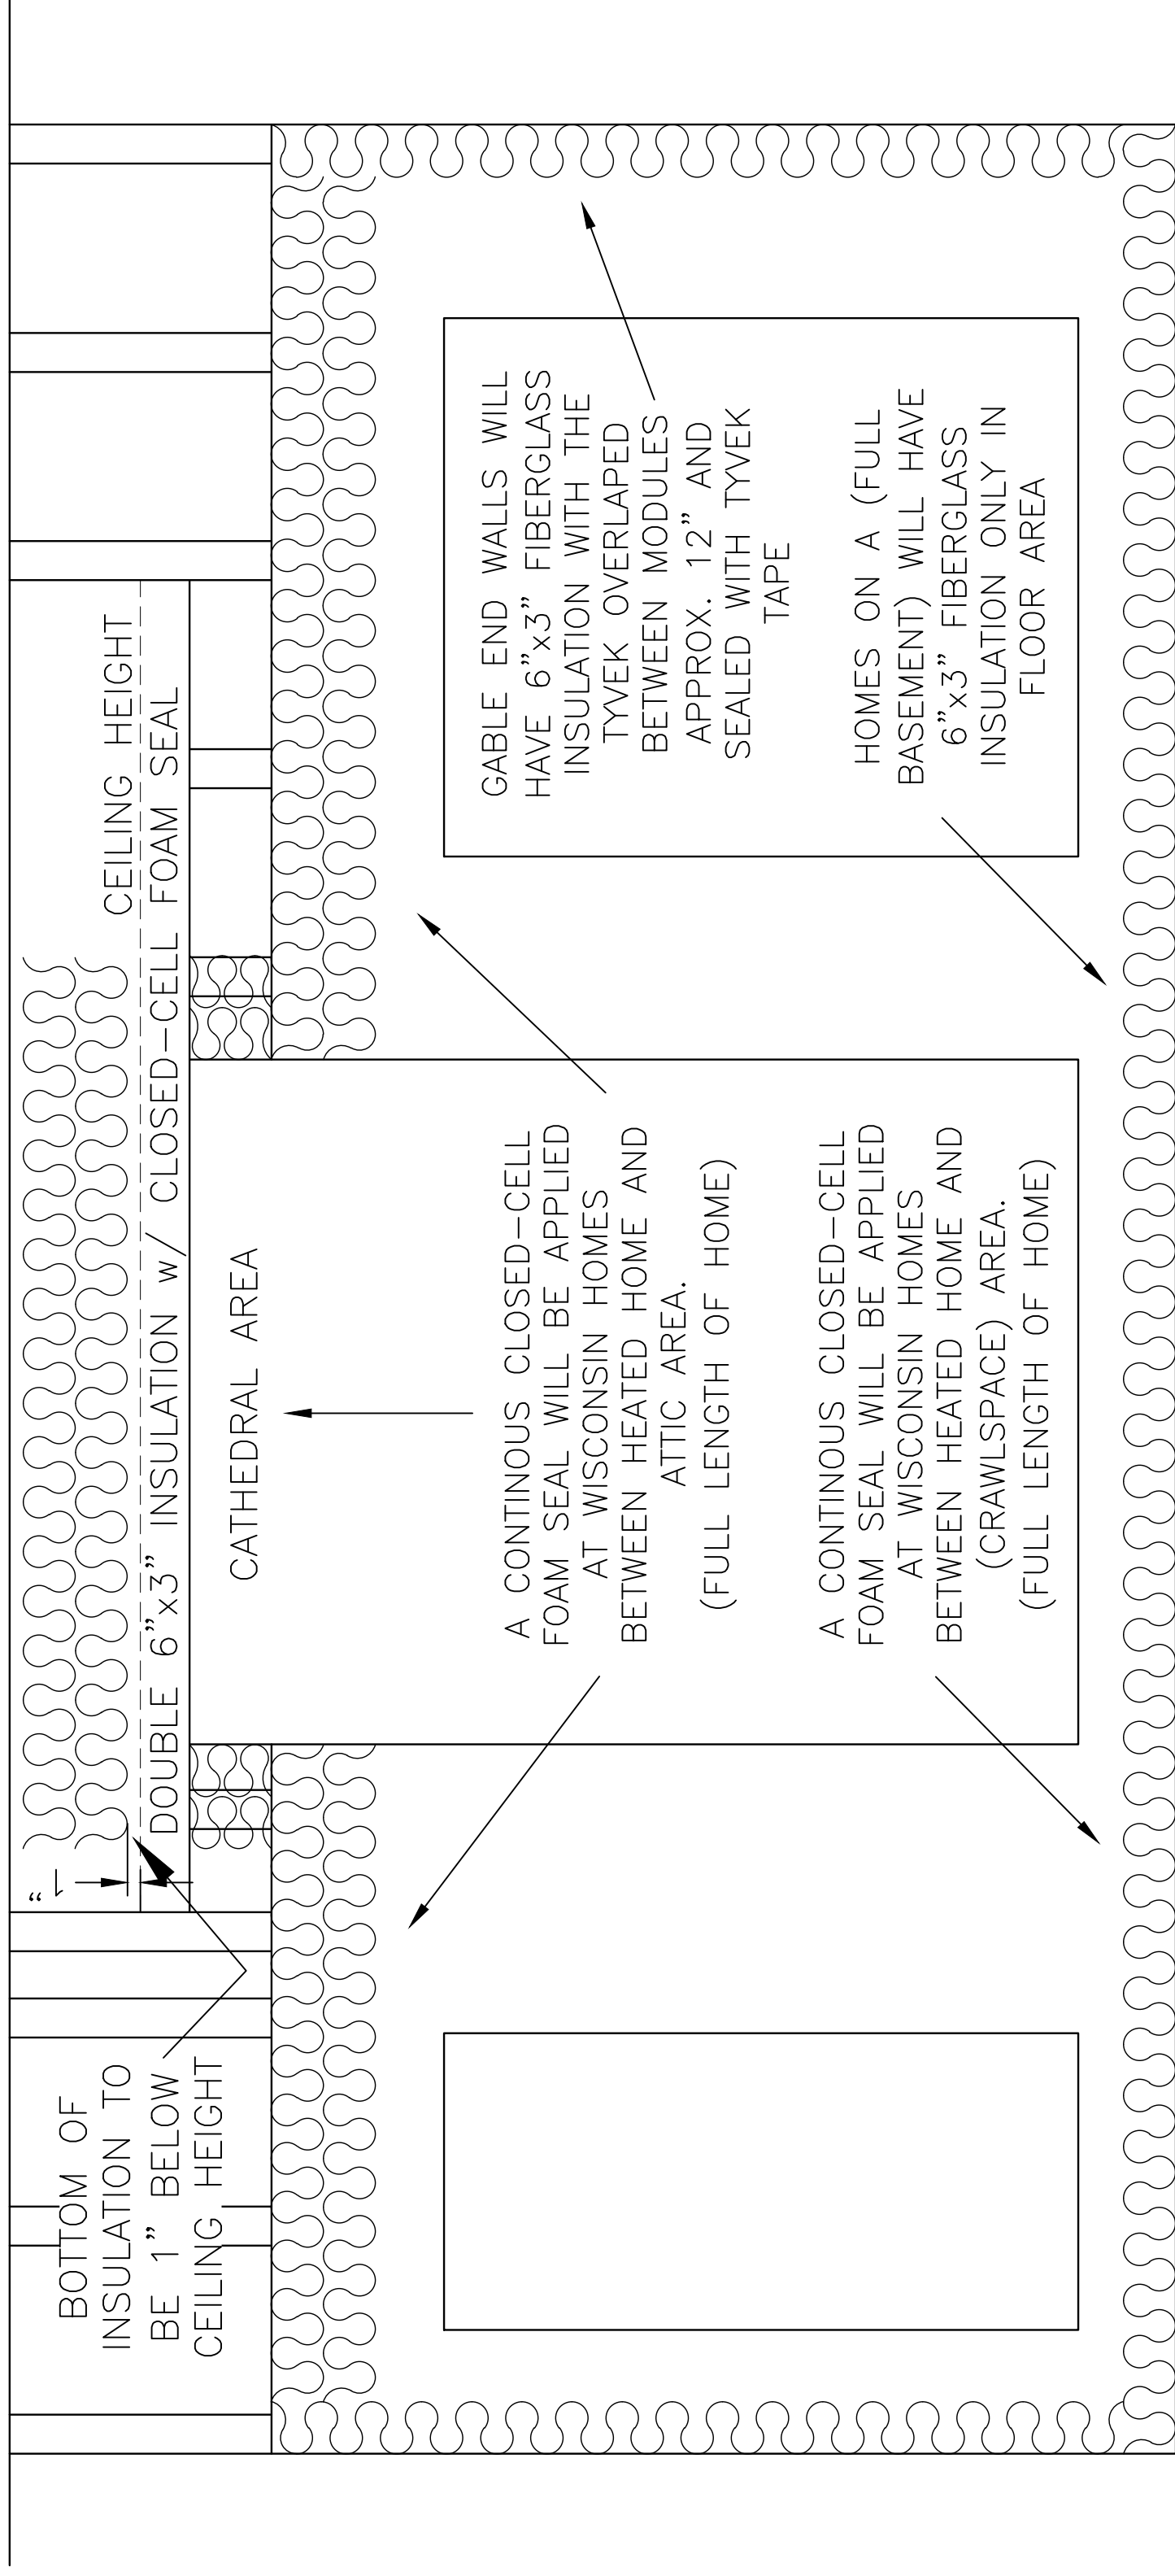 BOTTOM OF
INSULATION TO
BE 1" BELOW
CEILING HEIGHT
1"
CEILING HEIGHT
DOUBLE 6"x3" INSULATION w/ CLOSED-CELL FOAM SEAL
CATHEDRAL AREA
A CONTINOUS CLOSED-CELL
FOAM SEAL WILL BE APPLIED
AT WISCONSIN HOMES
BETWEEN HEATED HOME AND
ATTIC AREA.
(FULL LENGTH OF HOME)
A CONTINOUS CLOSED-CELL
FOAM SEAL WILL BE APPLIED
AT WISCONSIN HOMES
BETWEEN HEATED HOME AND
(CRAWLSPACE) AREA.
(FULL LENGTH OF HOME)
GABLE END WALLS WILL
HAVE 6"x3" FIBERGLASS
INSULATION WITH THE
TYVEK OVERLAPED
BETWEEN MODULES
APPROX. 12" AND
SEALED WITH TYVEK
TAPE
HOMES ON A (FULL
BASEMENT) WILL HAVE
6"x3" FIBERGLASS
INSULATION ONLY IN
FLOOR AREA